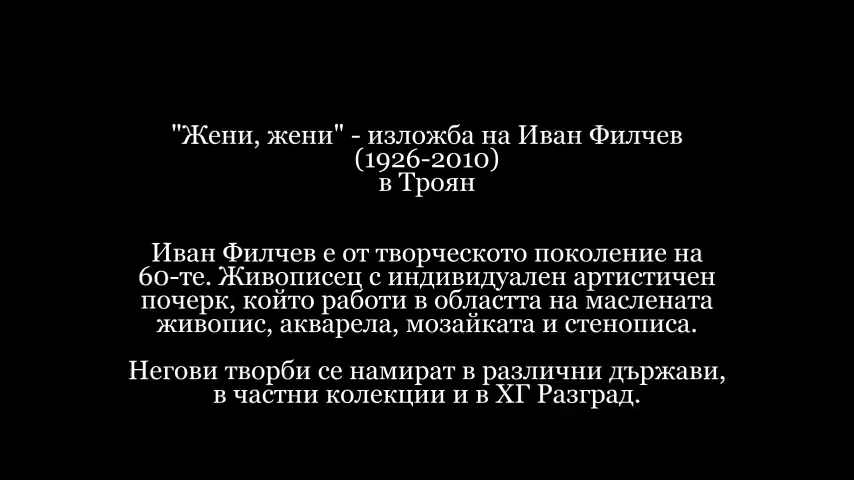 "Жени, жени" - изложба на Иван Филчев
(1926-2010)
в Троян
Иван Филчев е от творческото поколение на
60-те. Живописец с индивидуален артистичен
почерк, който работи в областта на маслената
живопис, акварела, мозайката и стенописа.
Негови творби се намират в различни държави,
в частни колекции и в ХГ Разград.